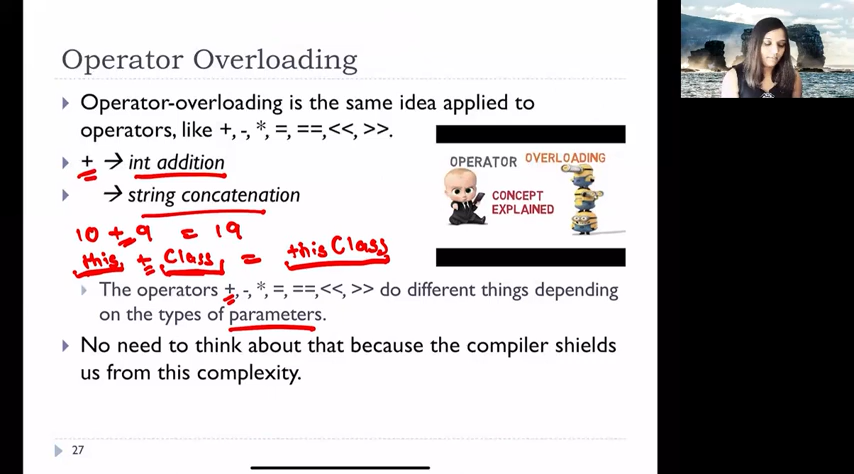 Operator Overloading
Operator-overloading is the same idea applied to
operators, like +, -, *, =, ==,<<, >>.
+ → int addition
→ string concatenation
10 + 9 = 19
this + Class = thisClass
The operators +, -, *, =, ==,<<, >> do different things depending
on the types of parameters.
No need to think about that because the compiler shields
us from this complexity.
OPERATOR OVERLOADING
CONCEPT
EXPLAINED
27